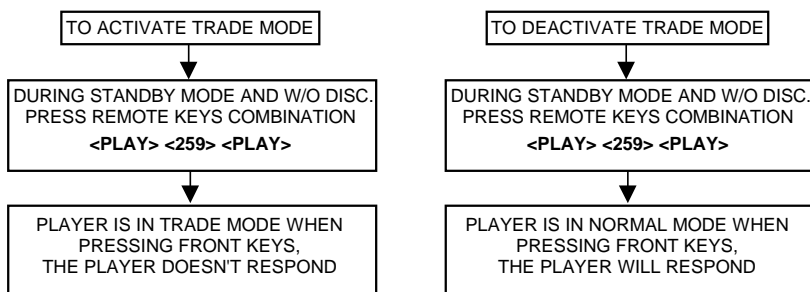 TO ACTIVATE TRADE MODE
DURING STANDBY MODE AND W/O DISC.
PRESS REMOTE KEYS COMBINATION
<PLAY> <259> <PLAY>
PLAYER IS IN TRADE MODE WHEN
PRESSING FRONT KEYS,
THE PLAYER DOESN'T RESPOND
TO DEACTIVATE TRADE MODE
DURING STANDBY MODE AND W/O DISC.
PRESS REMOTE KEYS COMBINATION
<PLAY> <259> <PLAY>
PLAYER IS IN NORMAL MODE WHEN
PRESSING FRONT KEYS,
THE PLAYER WILL RESPOND